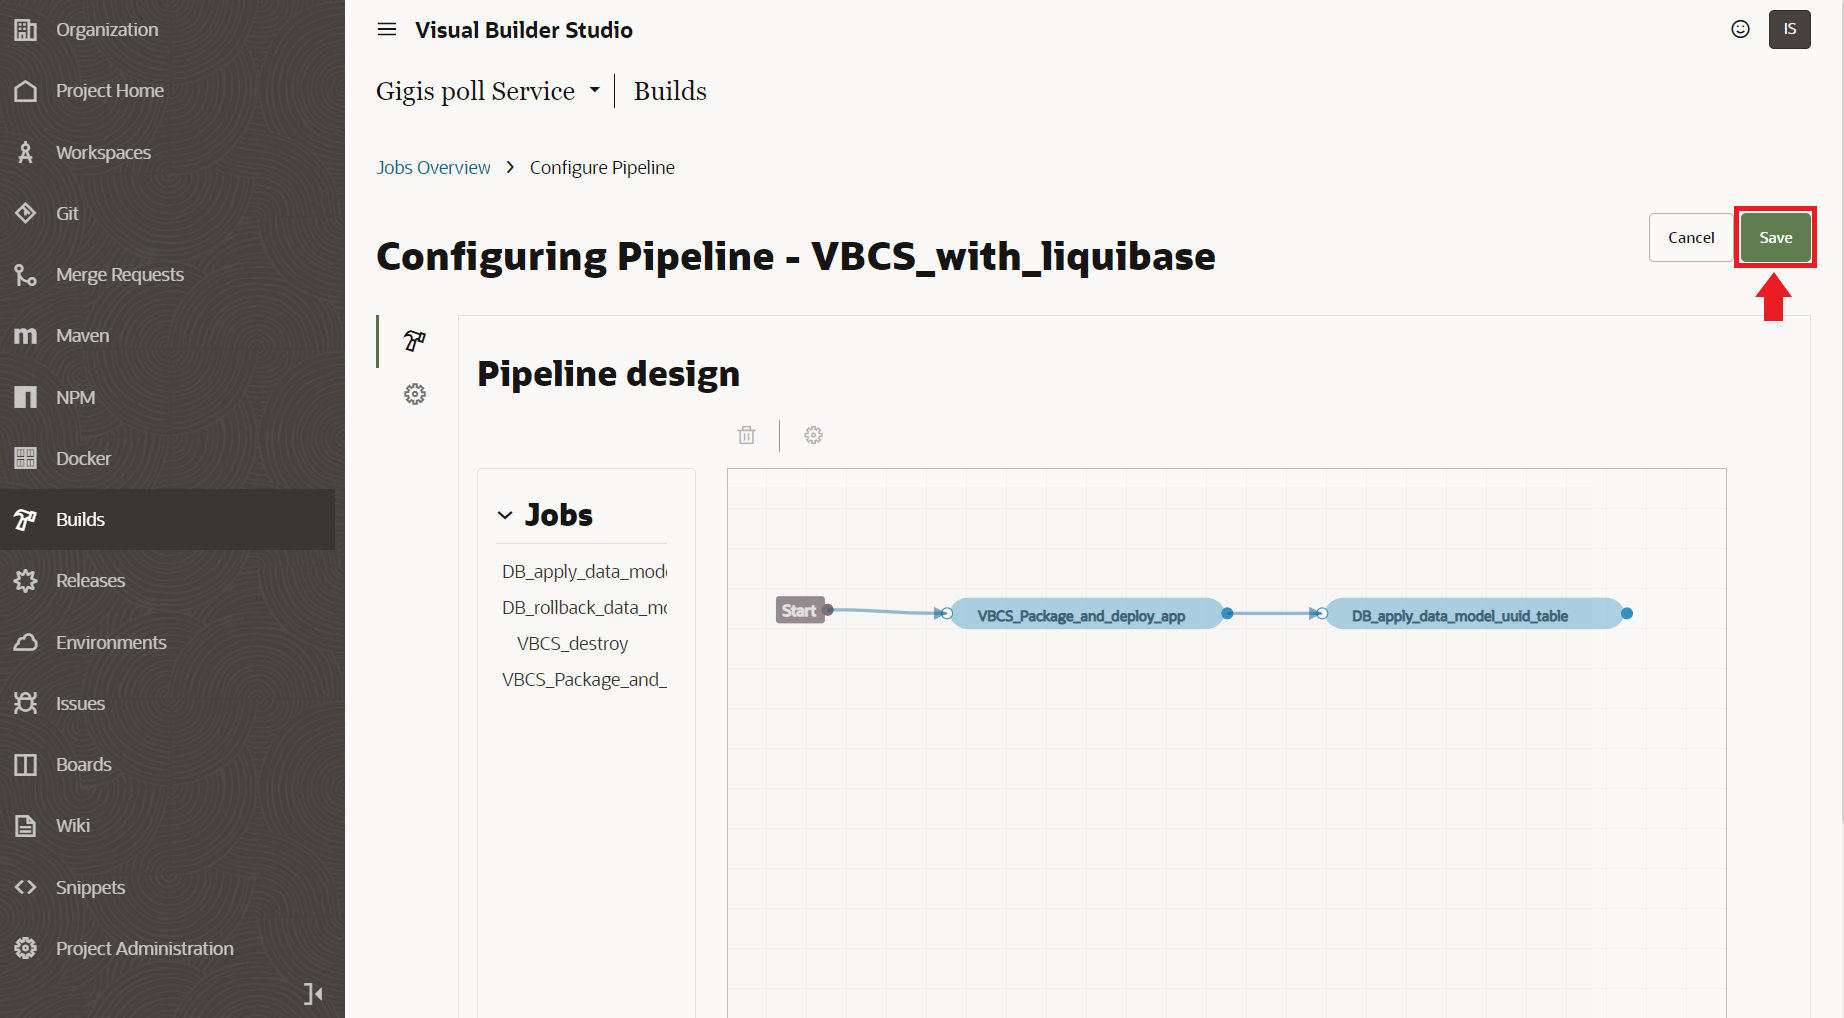 Organization
Project Home
Workspaces
Git
Merge Requests
Maven
NPM
Docker
Builds
Releases
Environments
Issues
Boards
Wiki
Snippets
Project Administration
Visual Builder Studio
IS
Gigis poll Service
Builds
Jobs Overview > Configure Pipeline
Configuring Pipeline - VBCS_with_liquibase
Cancel
Save
Pipeline design
Jobs
DB_apply_data_mod
DB_rollback_data_m
VBCS_destroy
VBCS_Package_and_
Start
VBCS_Package_and_deploy_app
DB_apply_data_model_uuid_table